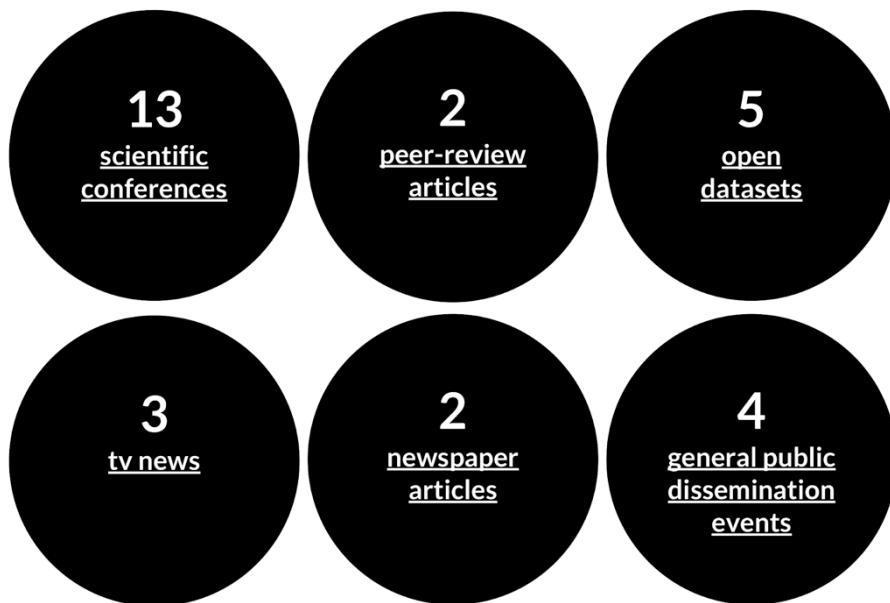 13
scientific
conferences
2
peer-review
articles
5
open
datasets
3
tv news
2
newspaper
articles
4
general public
dissemination
events